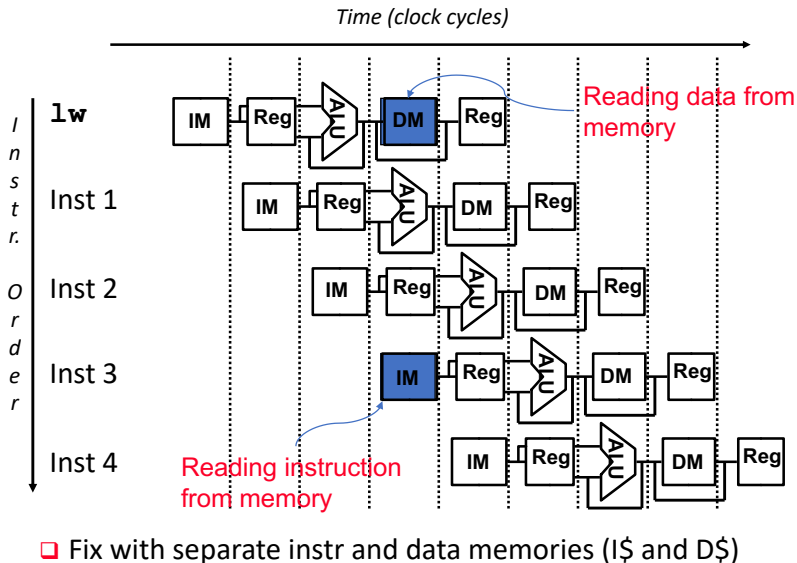 Time (clock cycles)
Instr. Order
lw
IM
Reg
ALU
DM
Reg
Reading data from
memory
Inst 1
IM
Reg
ALU
DM
Reg
Inst 2
IM
Reg
ALU
DM
Reg
Inst 3
IM
Reg
ALU
DM
Reg
Inst 4
IM
Reg
ALU
DM
Reg
Reading instruction
from memory
Fix with separate instr and data memories (I$ and D$)